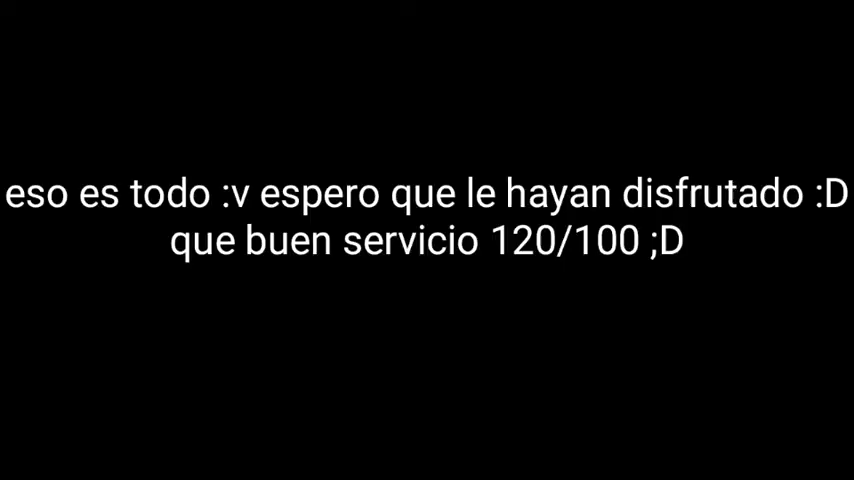 eso es todo :v espero que le hayan disfrutado :D
que buen servicio 120/100 ;D